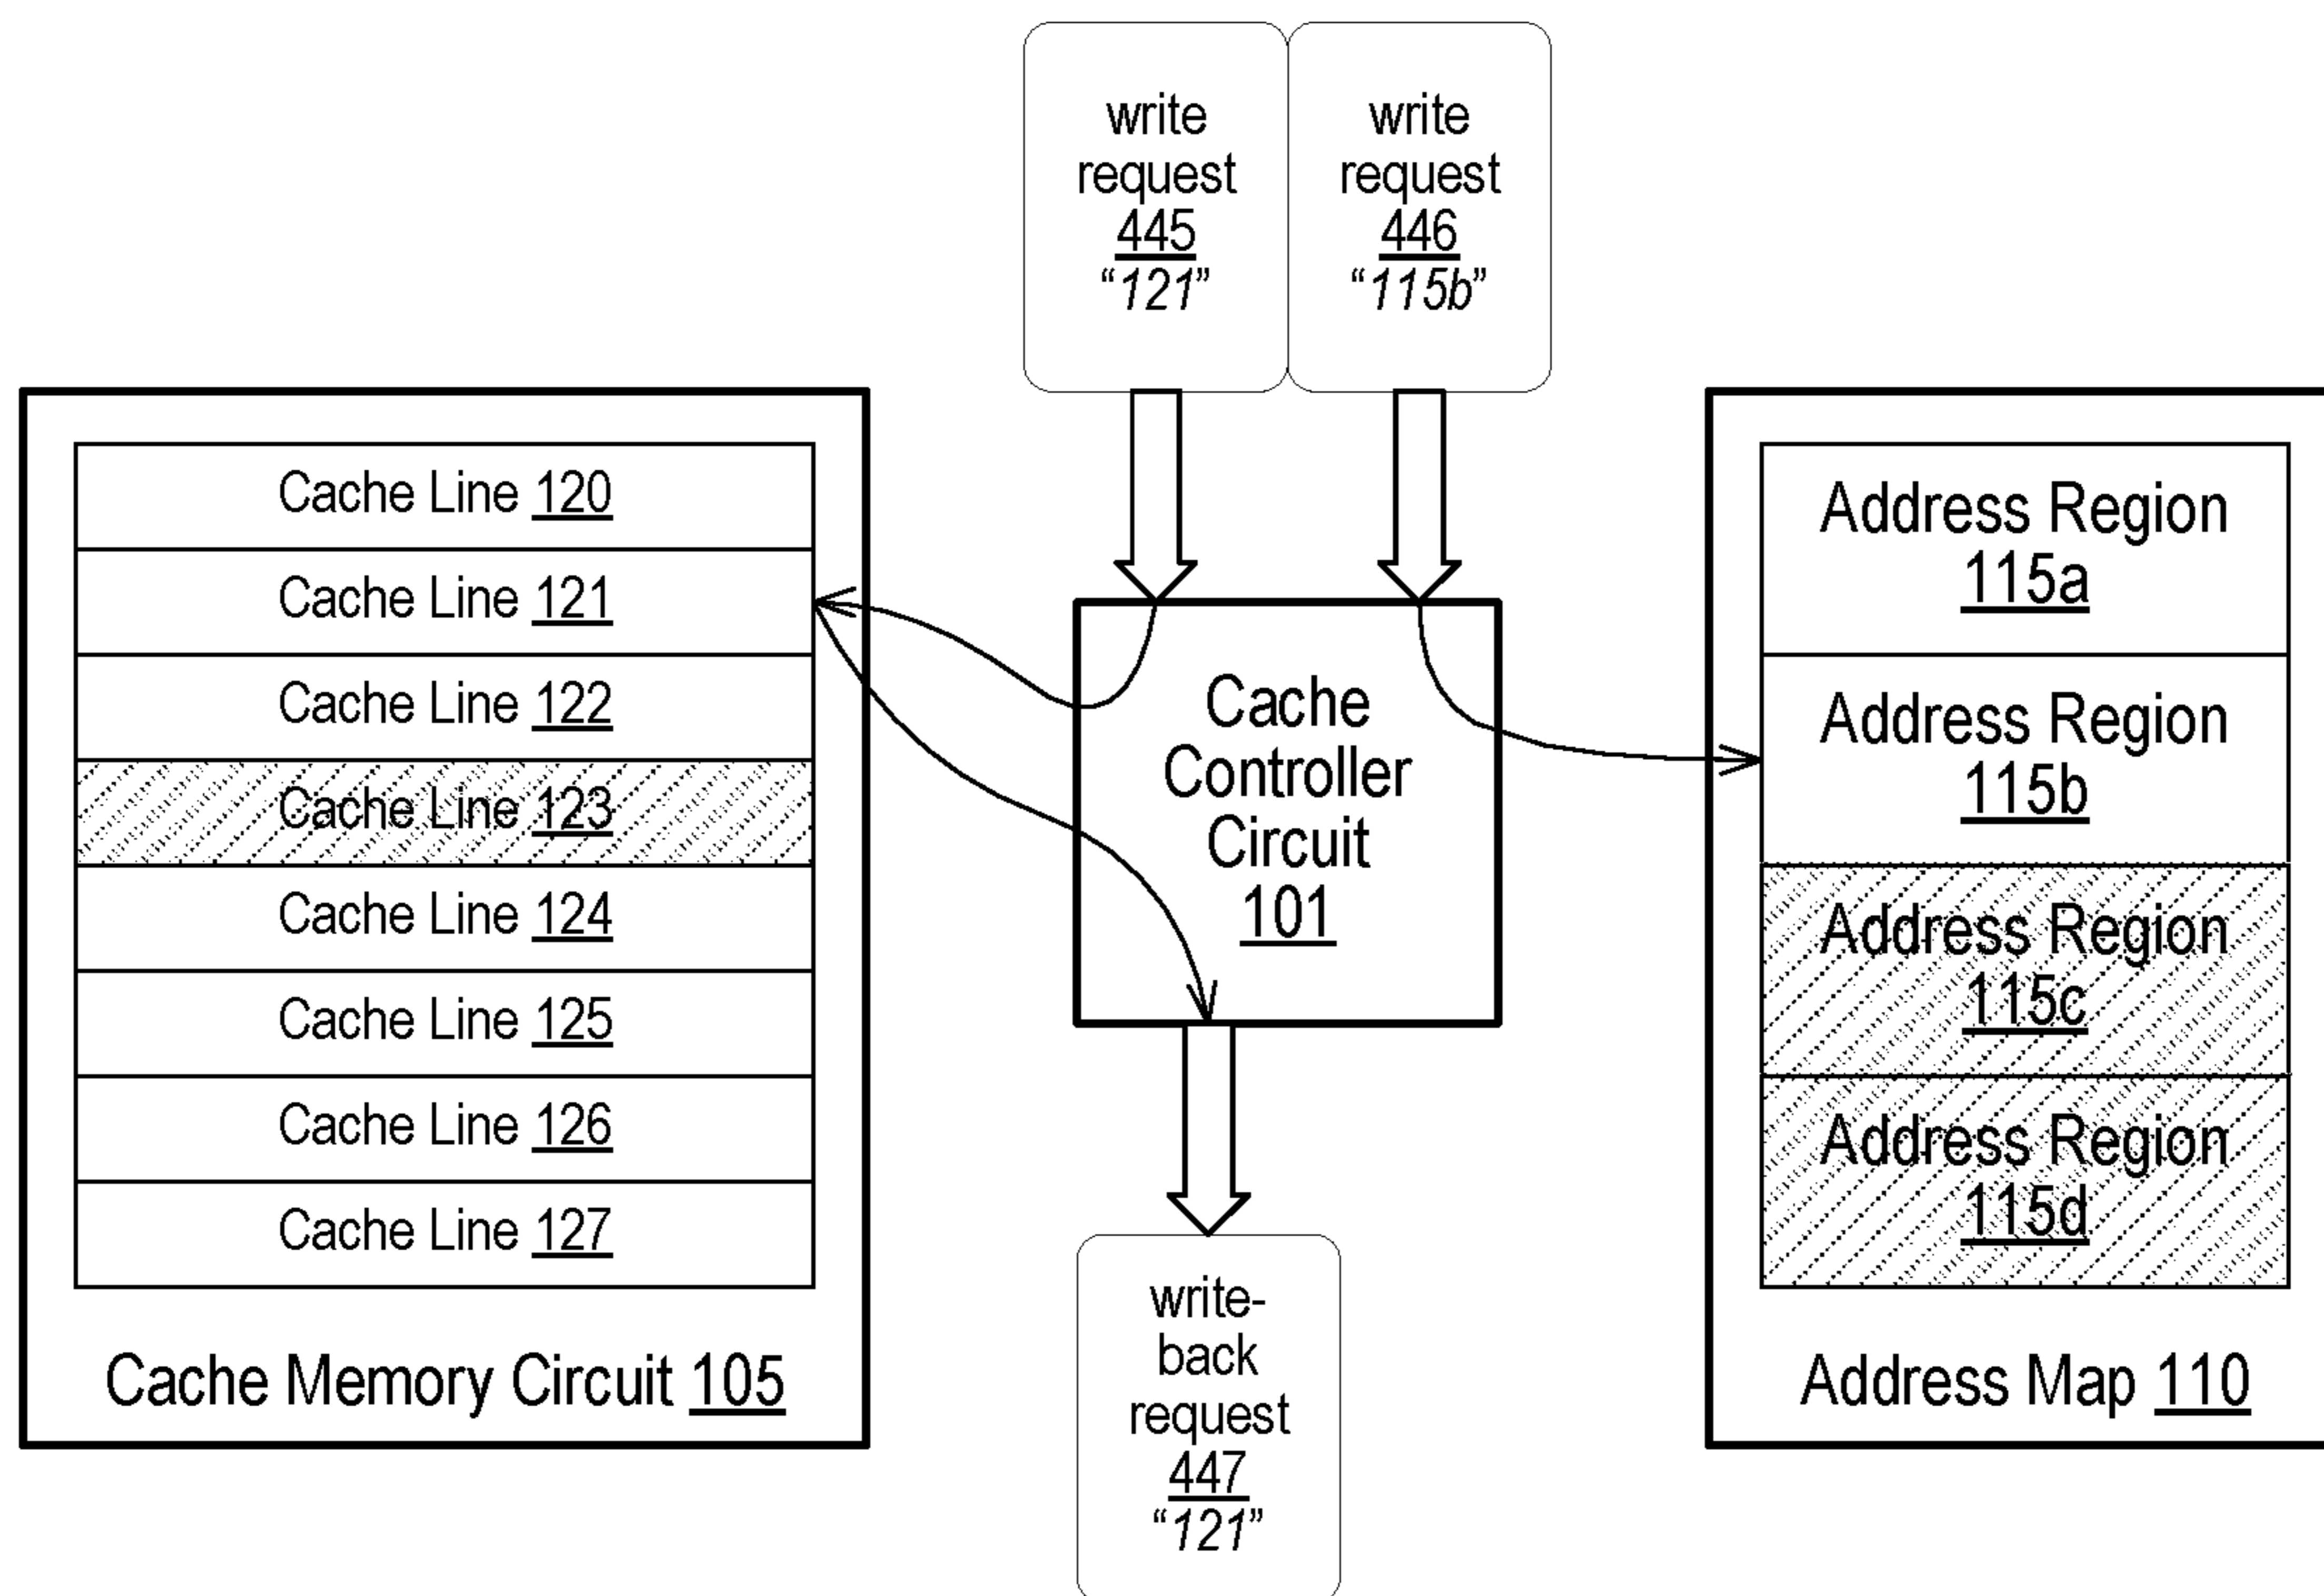 write
request
445
“121”
write
request
446
“115b”
Cache Line 120
Cache Line 121
Cache Line 122
Cache Line 123
Cache Line 124
Cache Line 125
Cache Line 126
Cache Line 127
Cache Memory Circuit 105
Cache
Controller
Circuit
101
Address Region
115a
Address Region
115b
Address Region
115c
Address Region
115d
Address Map 110
write-
back
request
447
“121”